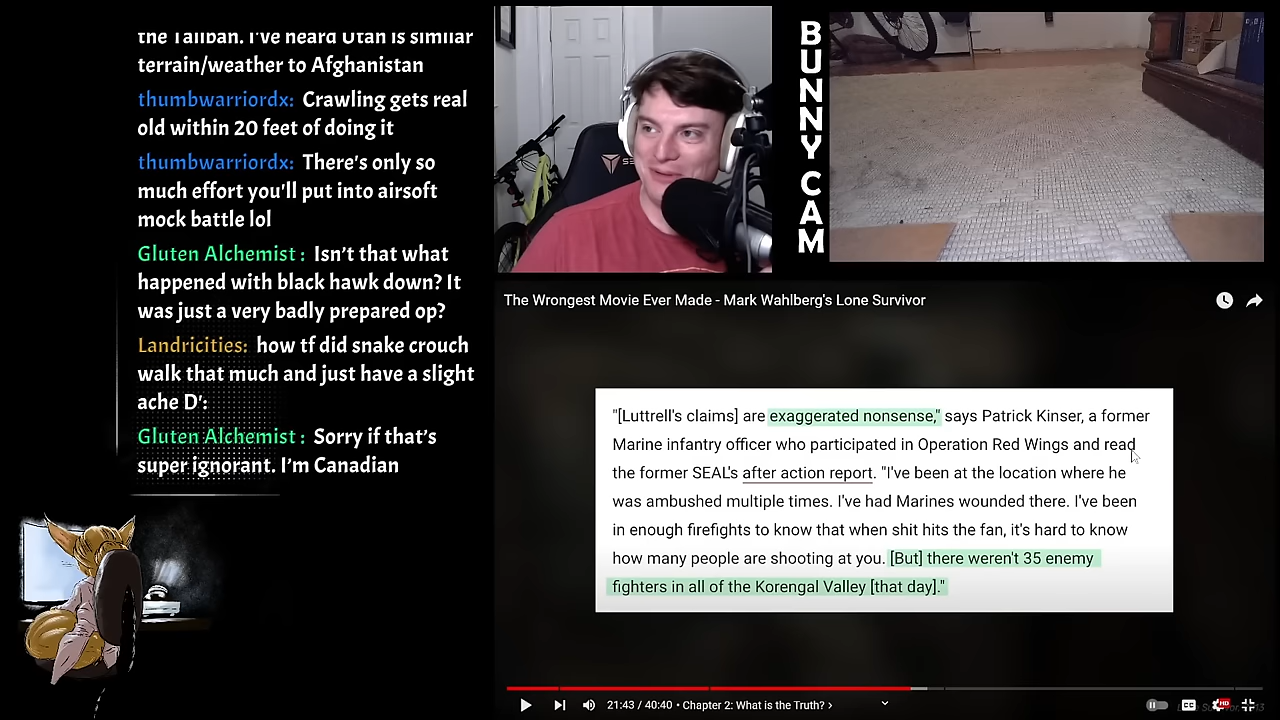 the Taliban. I've heard Utah is similar
terrain/weather to Afghanistan
thumbwarriordx: Crawling gets real
old within 20 feet of doing it
thumbwarriordx: There's only so
much effort you'll put into airsoft
mock battle lol
Gluten Alchemist : Isn't that what
happened with black hawk down? It
was just a very badly prepared op?
Landricities: how tf did snake crouch
walk that much and just have a slight
ache D':
Gluten Alchemist : Sorry if that's
super ignorant. I'm Canadian
BUNNY CAM
The Wrongest Movie Ever Made - Mark Wahlberg's Lone Survivor
"[Luttrell's claims] are exaggerated nonsense," says Patrick Kinser, a former
Marine infantry officer who participated in Operation Red Wings and read
the former SEAL's after action report. "I've been at the location where he
was ambushed multiple times. I've had Marines wounded there. I've been
in enough firefights to know that when shit hits the fan, it's hard to know
how many people are shooting at you. [But] there weren't 35 enemy
fighters in all of the Korengal Valley [that day]."
21:43 / 40:40 • Chapter 2: What is the Truth? ›
CC
HD